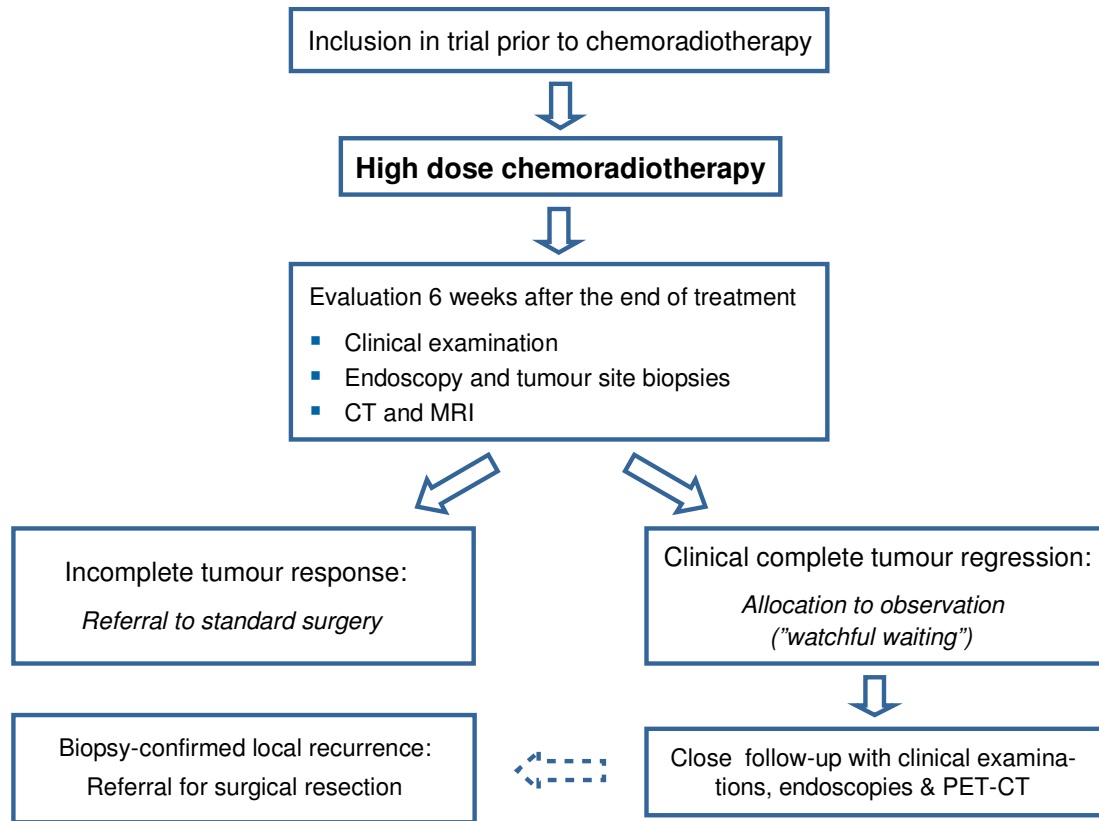 Inclusion in trial prior to chemoradiotherapy
High dose chemoradiotherapy
Evaluation 6 weeks after the end of treatment
▪ Clinical examination
▪ Endoscopy and tumour site biopsies
▪ CT and MRI
Incomplete tumour response:
Referral to standard surgery
Clinical complete tumour regression:
Allocation to observation
("watchful waiting")
Biopsy-confirmed local recurrence:
Referral for surgical resection
Close follow-up with clinical examina-
tions, endoscopies & PET-CT